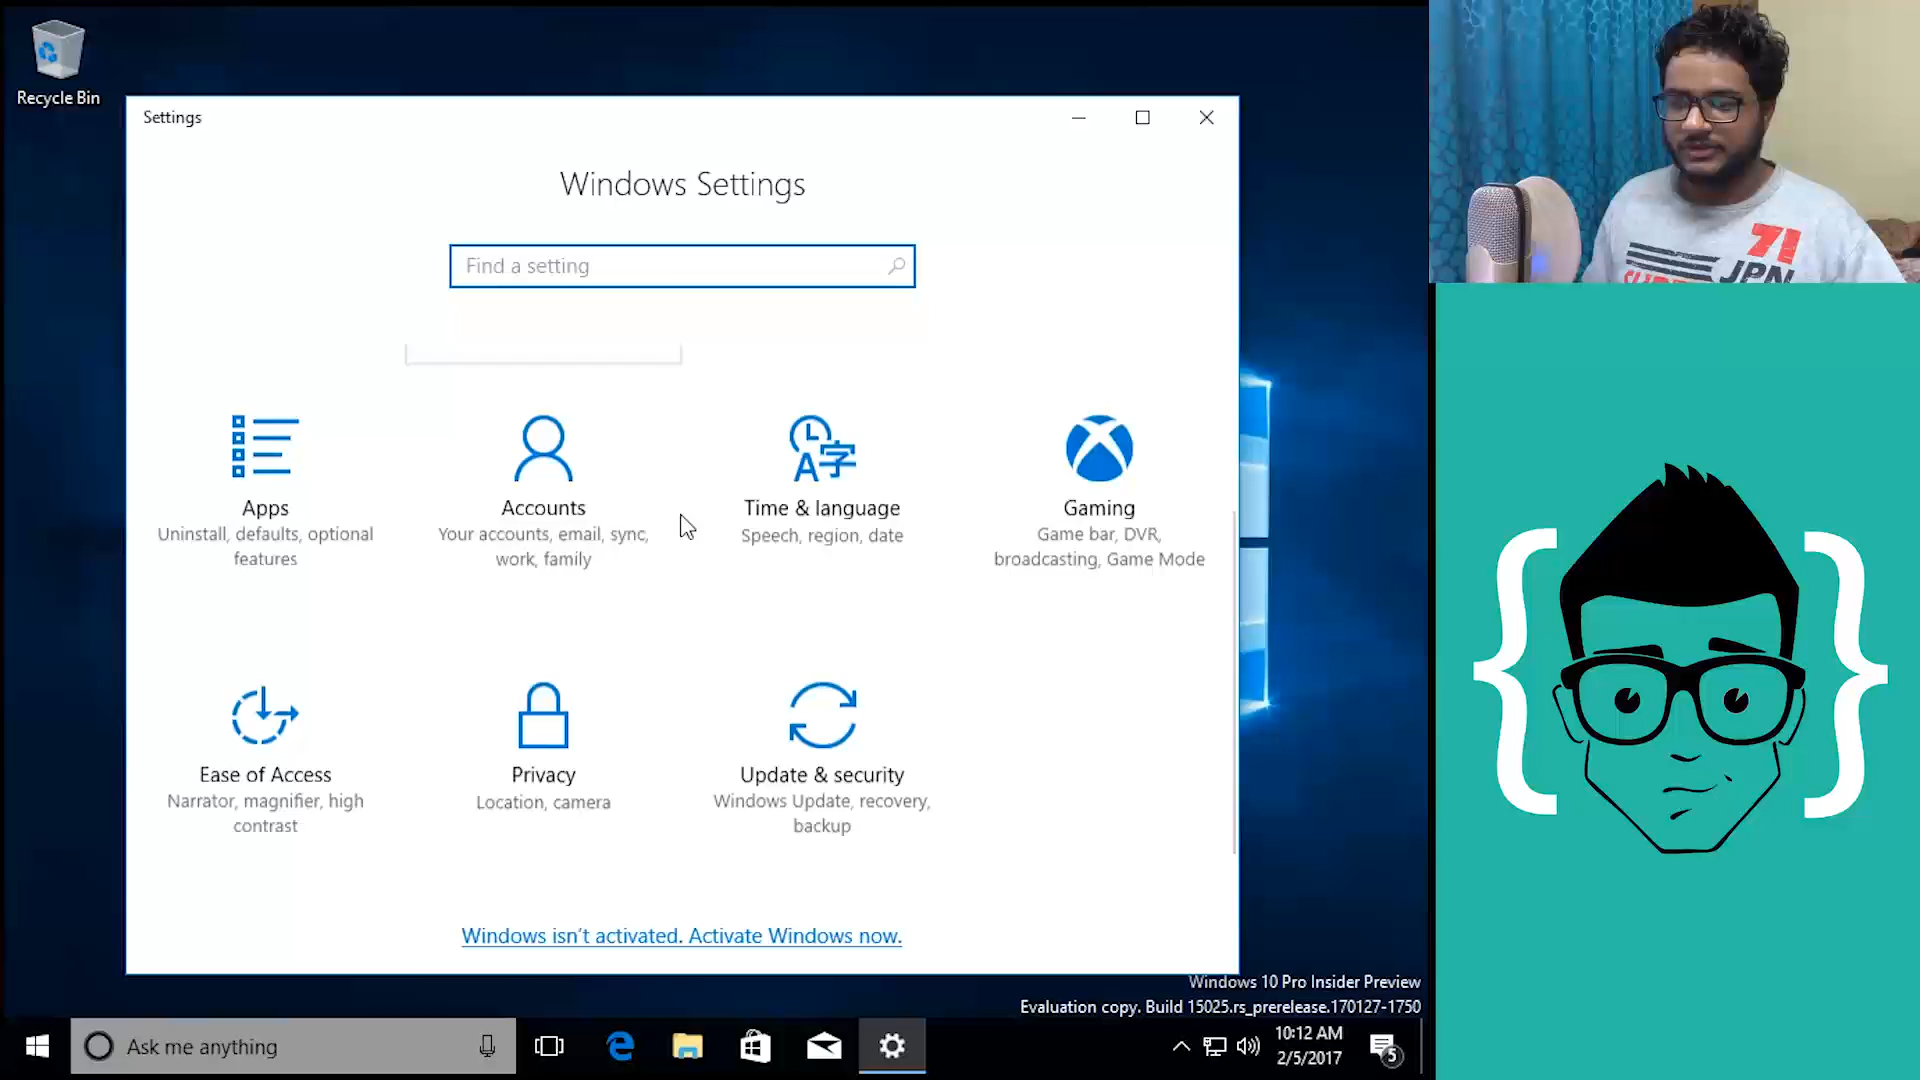 Recycle Bin
Settings
Windows Settings
Find a setting
Apps
Uninstall, defaults, optional
features
Accounts
Your accounts, email, sync,
work, family
Time & language
Speech, region, date
Gaming
Game bar, DVR,
broadcasting, Game Mode
Ease of Access
Narrator, magnifier, high
contrast
Privacy
Location, camera
Update & security
Windows Update, recovery,
backup
Windows isn't activated. Activate Windows now.
Windows 10 Pro Insider Preview
Evaluation copy. Build 15025.rs_prerelease.170127-1750
Ask me anything
10:12 AM
2/5/2017
5
71
JPN